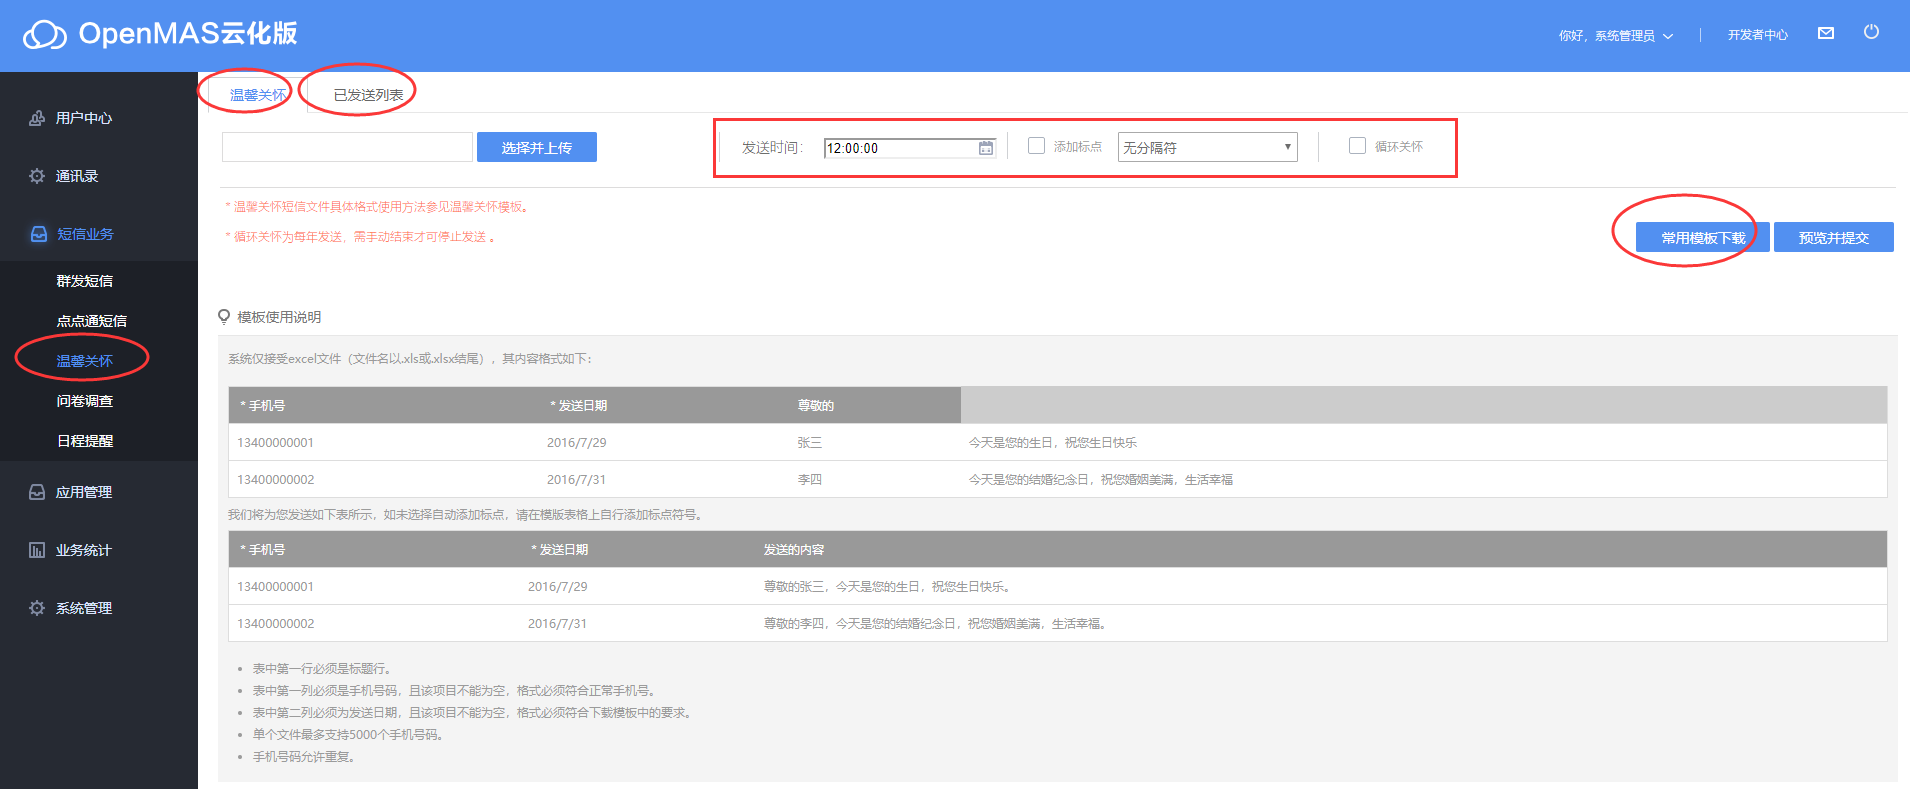 OpenMAS云化版
你好，系统管理员
开发者中心
用户中心
通讯录
短信业务
群发短信
点点通短信
温馨关怀
问卷调查
日程提醒
应用管理
业务统计
系统管理
温馨关怀
已发送列表
选择并上传
发送时间：
12:00:00
添加标点
无分隔符
循环关怀
* 温馨关怀短信文件具体格式使用方法参见温馨关怀模板。
* 循环关怀为每年发送，需手动结束才可停止发送 。
常用模板下载
预览并提交
模板使用说明
系统仅接受excel文件（文件名以.xls或.xlsx结尾），其内容格式如下：
* 手机号 * 发送日期 尊敬的
13400000001 2016/7/29 张三 今天是您的生日，祝您生日快乐
13400000002 2016/7/31 李四 今天是您的结婚纪念日，祝您婚姻美满，生活幸福
我们将为您发送如下表所示，如未选择自动添加标点，请在模版表格上自行添加标点符号。
* 手机号 * 发送日期 发送的内容
13400000001 2016/7/29 尊敬的张三，今天是您的生日，祝您生日快乐。
13400000002 2016/7/31 尊敬的李四，今天是您的结婚纪念日，祝您婚姻美满，生活幸福。
• 表中第一行必须是标题行。
• 表中第一列必须是手机号码，且该项目不能为空，格式必须符合正常手机号。
• 表中第二列必须为发送日期，且该项目不能为空，格式必须符合下载模板中的要求。
• 单个文件最多支持5000个手机号码。
• 手机号码允许重复。